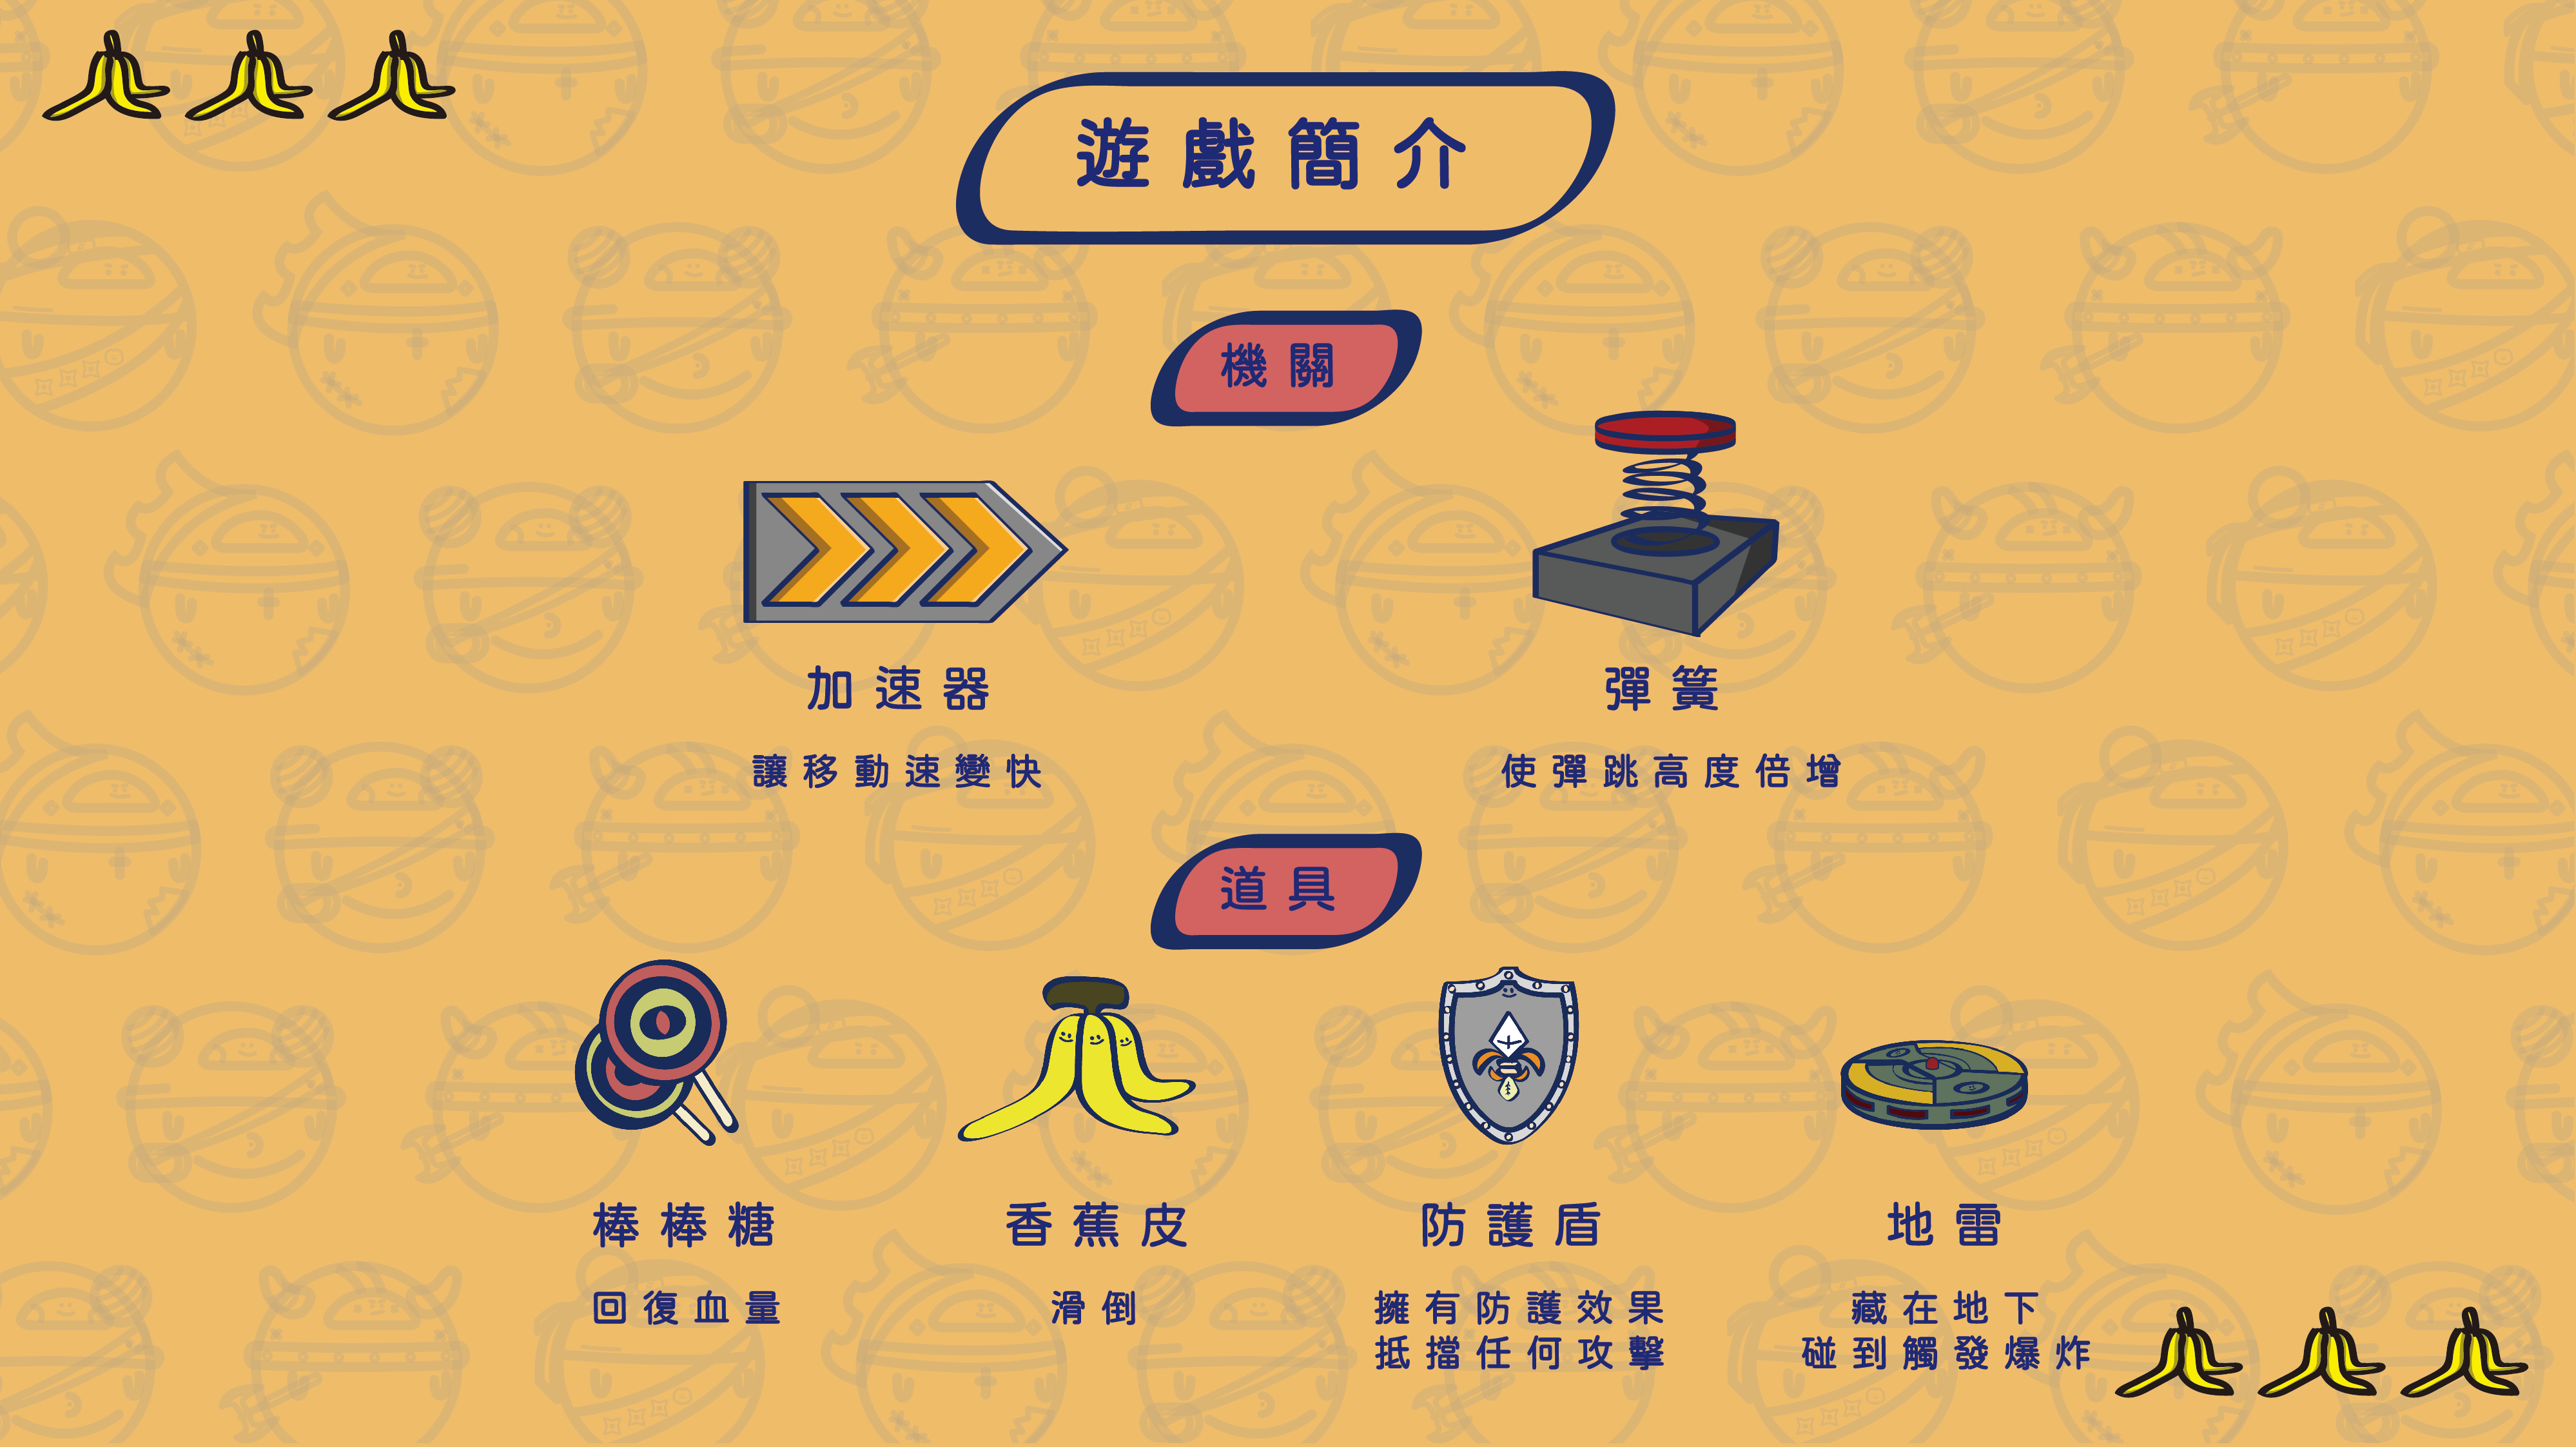 遊戲簡介
機關
加速器
彈簧
讓移動速變快
使彈跳高度倍增
道具
棒棒糖
香蕉皮
防護盾
地雷
回復血量
滑倒
擁有防護效果
抵擋任何攻擊
藏在地下
碰到觸發爆炸